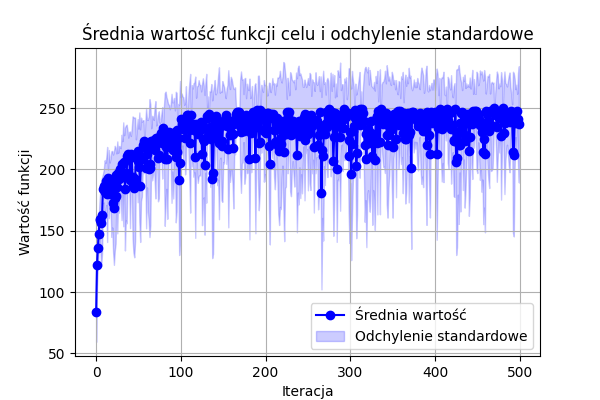 Średnia wartość funkcji celu i odchylenie standardowe
Wartość funkcji
250
200
150
100
50
0
100
200
300
400
500
Iteracja
Średnia wartość
Odchylenie standardowe